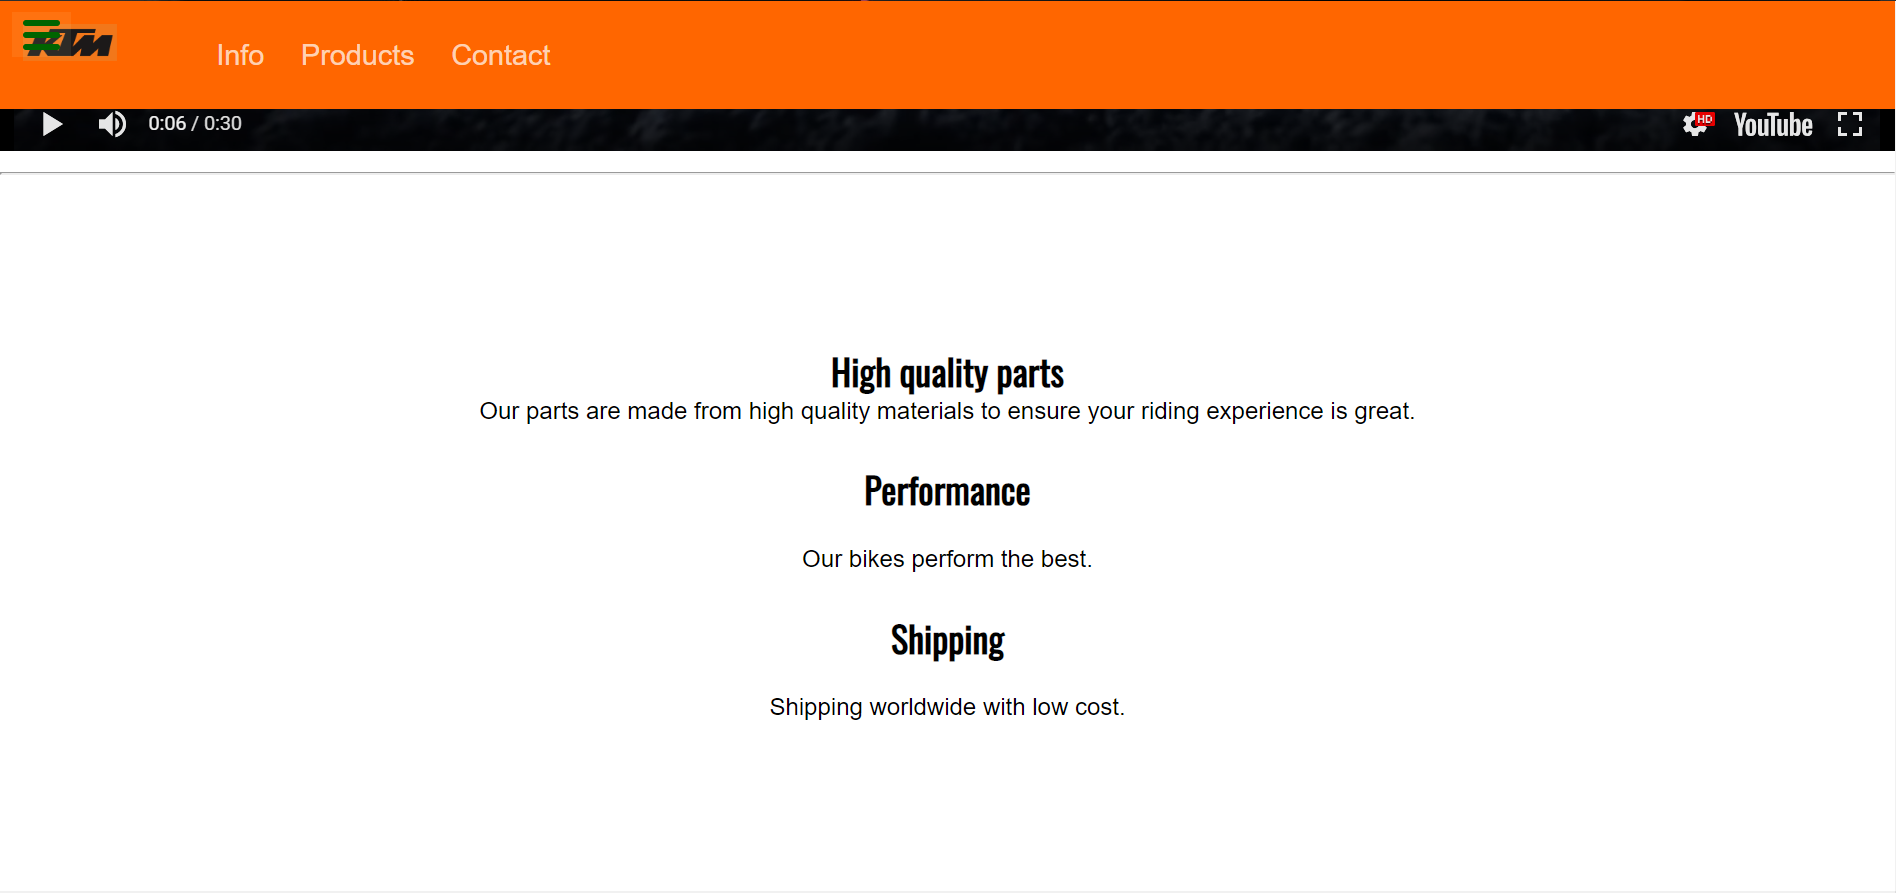 KTM
Info Products Contact
0:06 / 0:30
HD
YouTube
High quality parts
Our parts are made from high quality materials to ensure your riding experience is great.
Performance
Our bikes perform the best.
Shipping
Shipping worldwide with low cost.